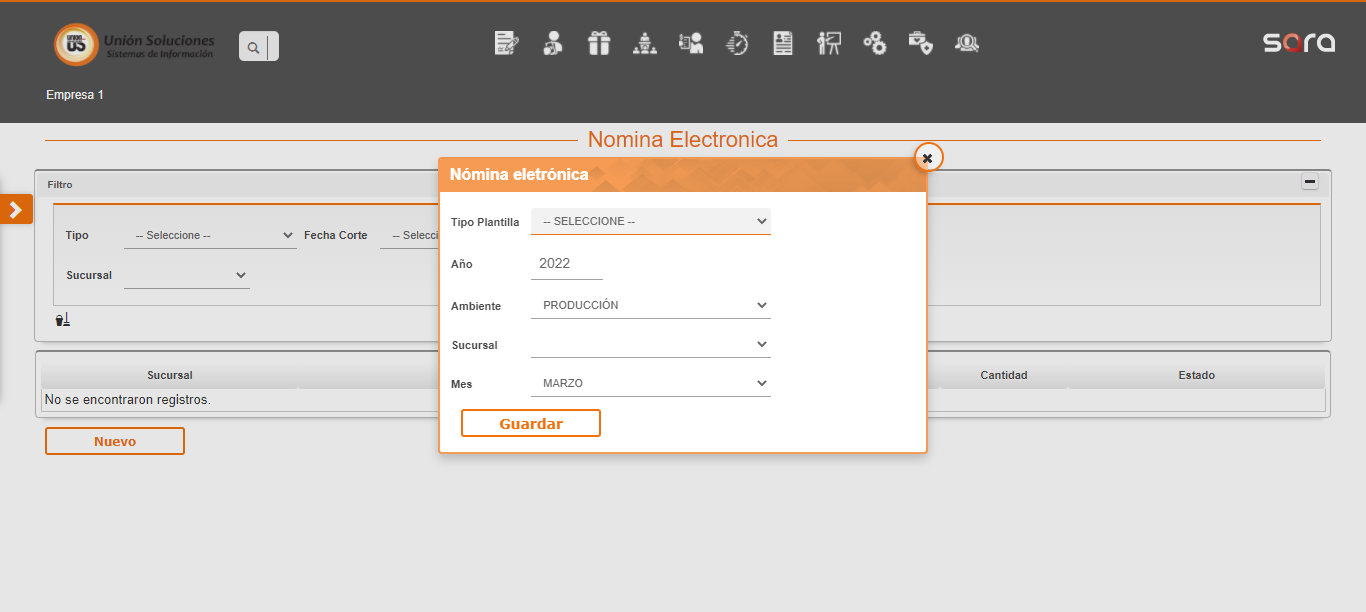 UNION
US
Unión Soluciones
Sistemas de Información
sara
Empresa 1
Nomina Electronica
Filtro
Tipo -- Seleccione -- Fecha Corte -- Selecci
Sucursal
Sucursal Cantidad Estado
No se encontraron registros.
Nuevo
Nómina eletrónica
Tipo Plantilla -- SELECCIONE --
Año 2022
Ambiente PRODUCCIÓN
Sucursal
Mes MARZO
Guardar